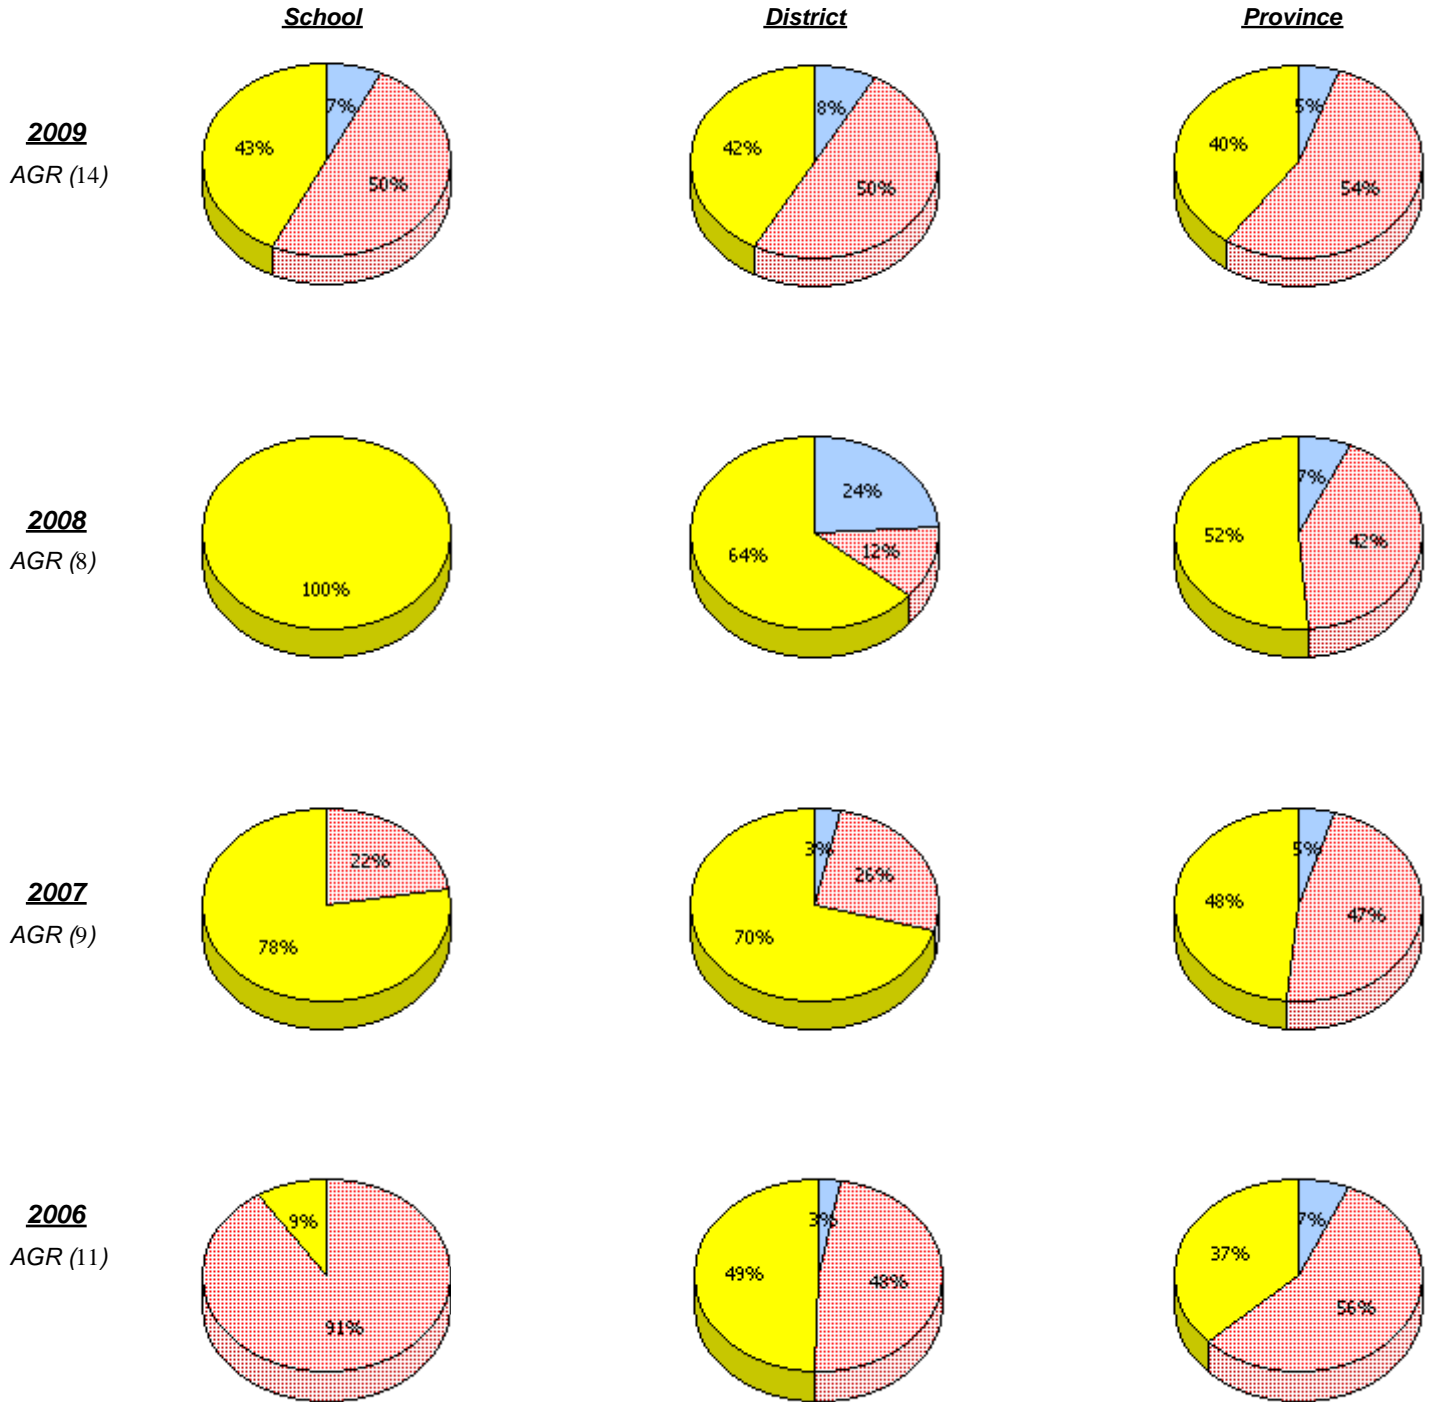 School District Province
2009
AGR (14)
7% 50% 43%
8% 50% 42%
5% 54% 40%
2008
AGR (8)
100%
24% 12% 64%
7% 42% 52%
2007
AGR (9)
22% 78%
3% 26% 70%
5% 47% 48%
2006
AGR (11)
9% 91%
3% 48% 49%
7% 56% 37%